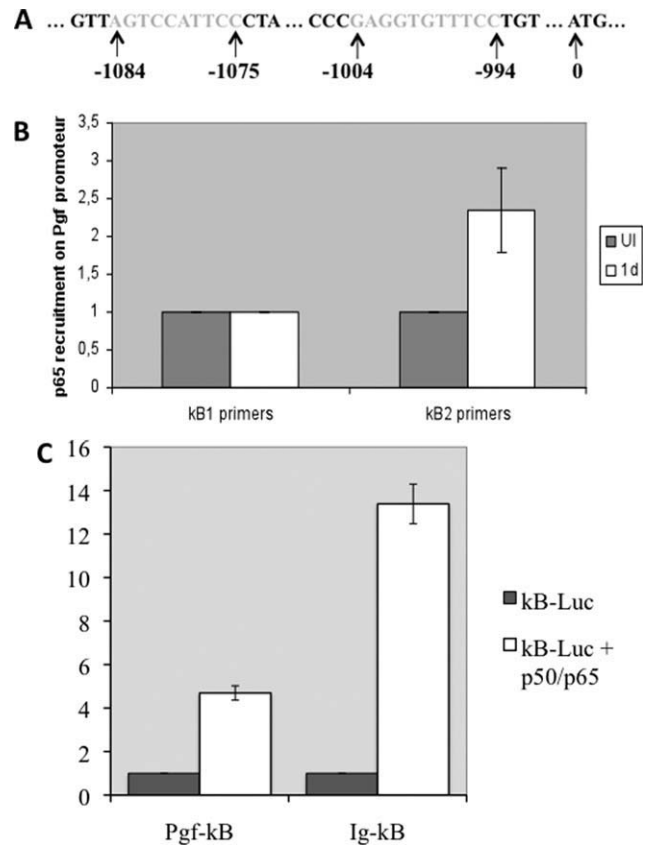 A
... GTTAGTCCATTCCCTA ... CCCGAGGTGTTTCCTGT ... ATG...
-1084 -1075 -1004 -994 0
B
p65 recruitment on Pgf promoteur
3,5
3
2,5
2
1,5
1
0,5
0
kB1 primers kB2 primers
UI
1d
C
16
14
12
10
8
6
4
2
0
Pgf-kB Ig-kB
kB-Luc
kB-Luc +
p50/p65